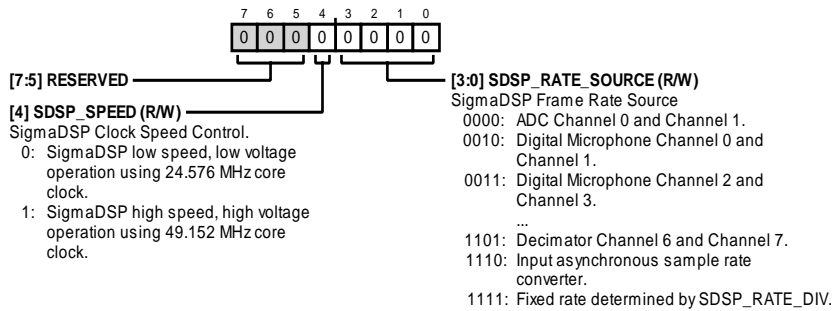 7 6 5 4 3 2 1 0
0 0 0 0 0 0 0 0
[7:5] RESERVED
[4] SDSP_SPEED (R/W)
SigmaDSP Clock Speed Control.
0: SigmaDSP low speed, low voltage
operation using 24.576 MHz core
clock.
1: SigmaDSP high speed, high voltage
operation using 49.152 MHz core
clock.
[3:0] SDSP_RATE_SOURCE (R/W)
SigmaDSP Frame Rate Source
0000: ADC Channel 0 and Channel 1.
0010: Digital Microphone Channel 0 and
Channel 1.
0011: Digital Microphone Channel 2 and
Channel 3.
...
1101: Decimator Channel 6 and Channel 7.
1110: Input asynchronous sample rate
converter.
1111: Fixed rate determined by SDSP_RATE_DIV.